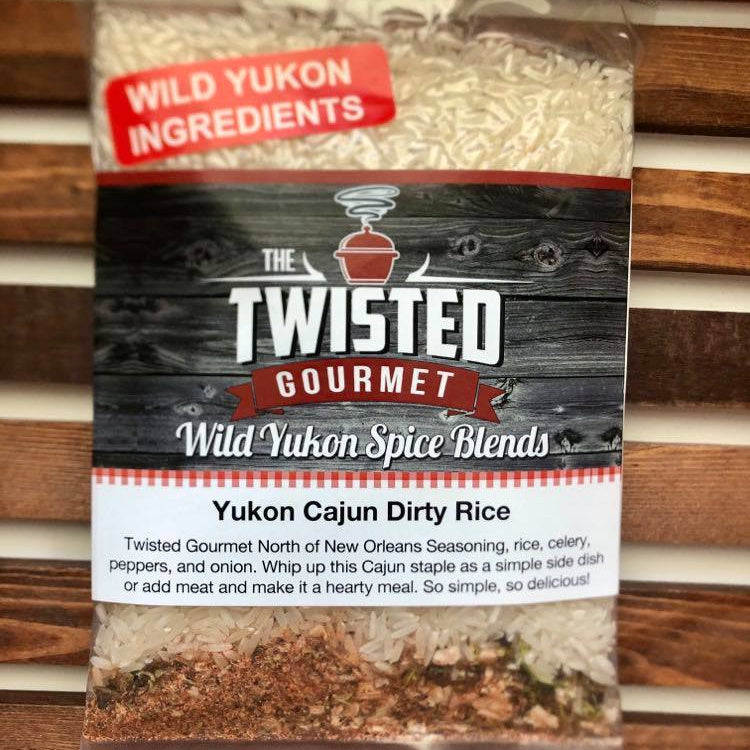 WILD YUKON
INGREDIENTS
THE
TWISTED
GOURMET
Wild Yukon Spice Blends
Yukon Cajun Dirty Rice
Twisted Gourmet North of New Orleans Seasoning, rice, celery,
peppers, and onion. Whip up this Cajun staple as a simple side dish
or add meat and make it a hearty meal. So simple, so delicious!